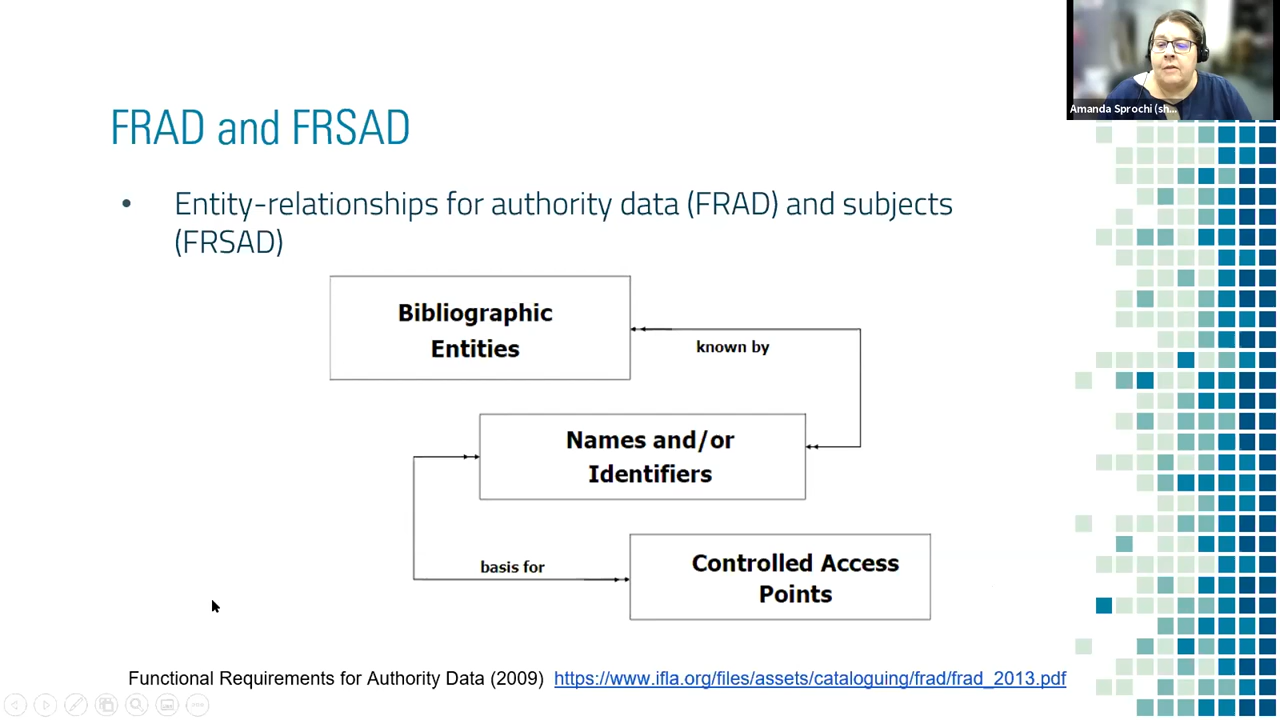 Amanda Sprochi (sh...
FRAD and FRSAD
• Entity-relationships for authority data (FRAD) and subjects
(FRSAD)
Bibliographic
Entities
known by
Names and/or
Identifiers
basis for
Controlled Access
Points
Functional Requirements for Authority Data (2009) https://www.ifla.org/files/assets/cataloguing/frad/frad_2013.pdf